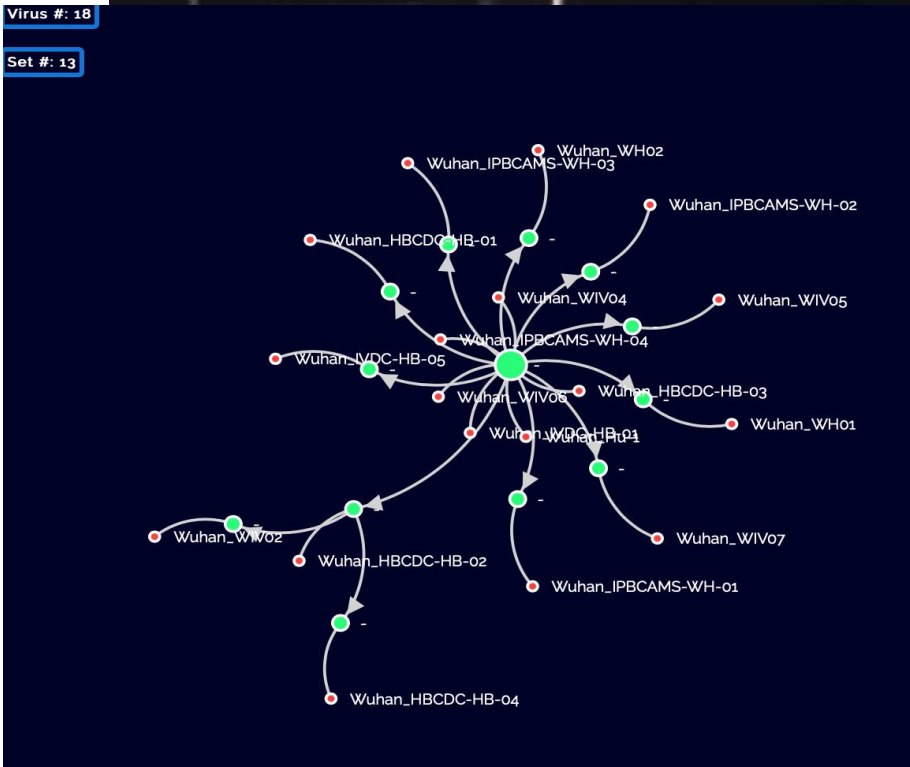 Virus #: 18
Set #: 13
Wuhan_WH02
Wuhan_IPBCAMS-WH-03
Wuhan_IPBCAMS-WH-02
Wuhan_HBCDC-HB-01
-
-
-
Wuhan_WIV04
Wuhan_WIV05
-
Wuhan_IPBCAMS-WH-04
Wuhan_IVDC-HB-05
-
-
Wuhan_HBCDC-HB-03
Wuhan_WIV06
-
Wuhan_WH01
Wuhan_IVDC-HB-01
Wuhan_Hu-1
-
-
-
-
Wuhan_WIV02
Wuhan_WIV07
Wuhan_HBCDC-HB-02
Wuhan_IPBCAMS-WH-01
-
Wuhan_HBCDC-HB-04